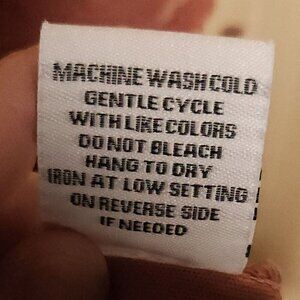 MACHINE WASH COLD
GENTLE CYCLE
WITH LIKE COLORS
DO NOT BLEACH
HANG TO DRY
IRON AT LOW SETTING
ON REVERSE SIDE
IF NEEDED